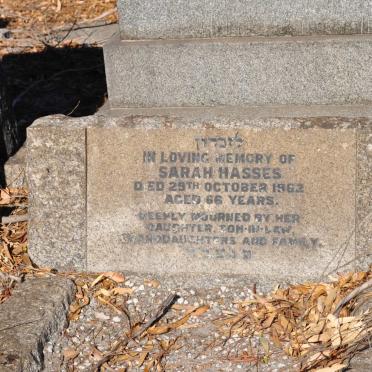 לזכרון
IN LOVING MEMORY OF
SARAH HASSES
DIED 29TH OCTOBER 1962
AGED 66 YEARS.
DEEPLY MOURNED BY HER
DAUGHTER, SON-IN-LAW,
GRANDDAUGHTERS AND FAMILY.